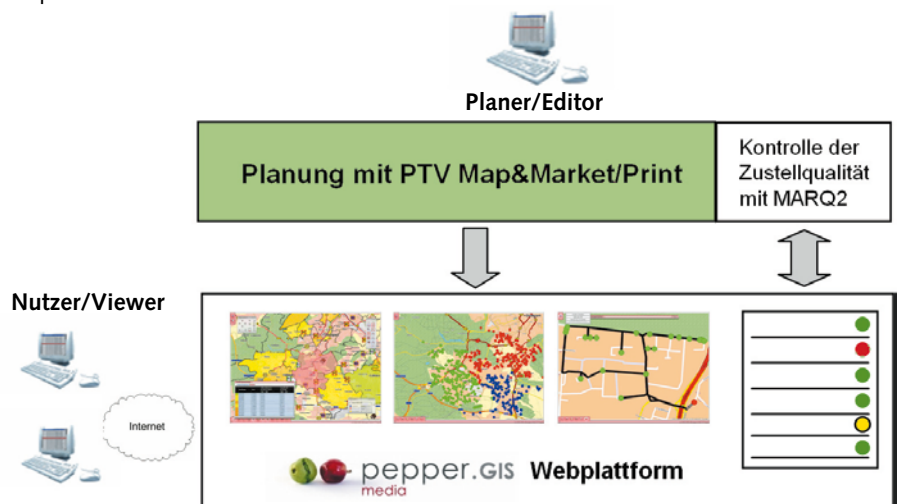 Planer/Editor
Planung mit PTV Map&Market/Print
Kontrolle der
Zustellqualität
mit MARQ2
Nutzer/Viewer
Internet
pepper.GIS
media
Webplattform